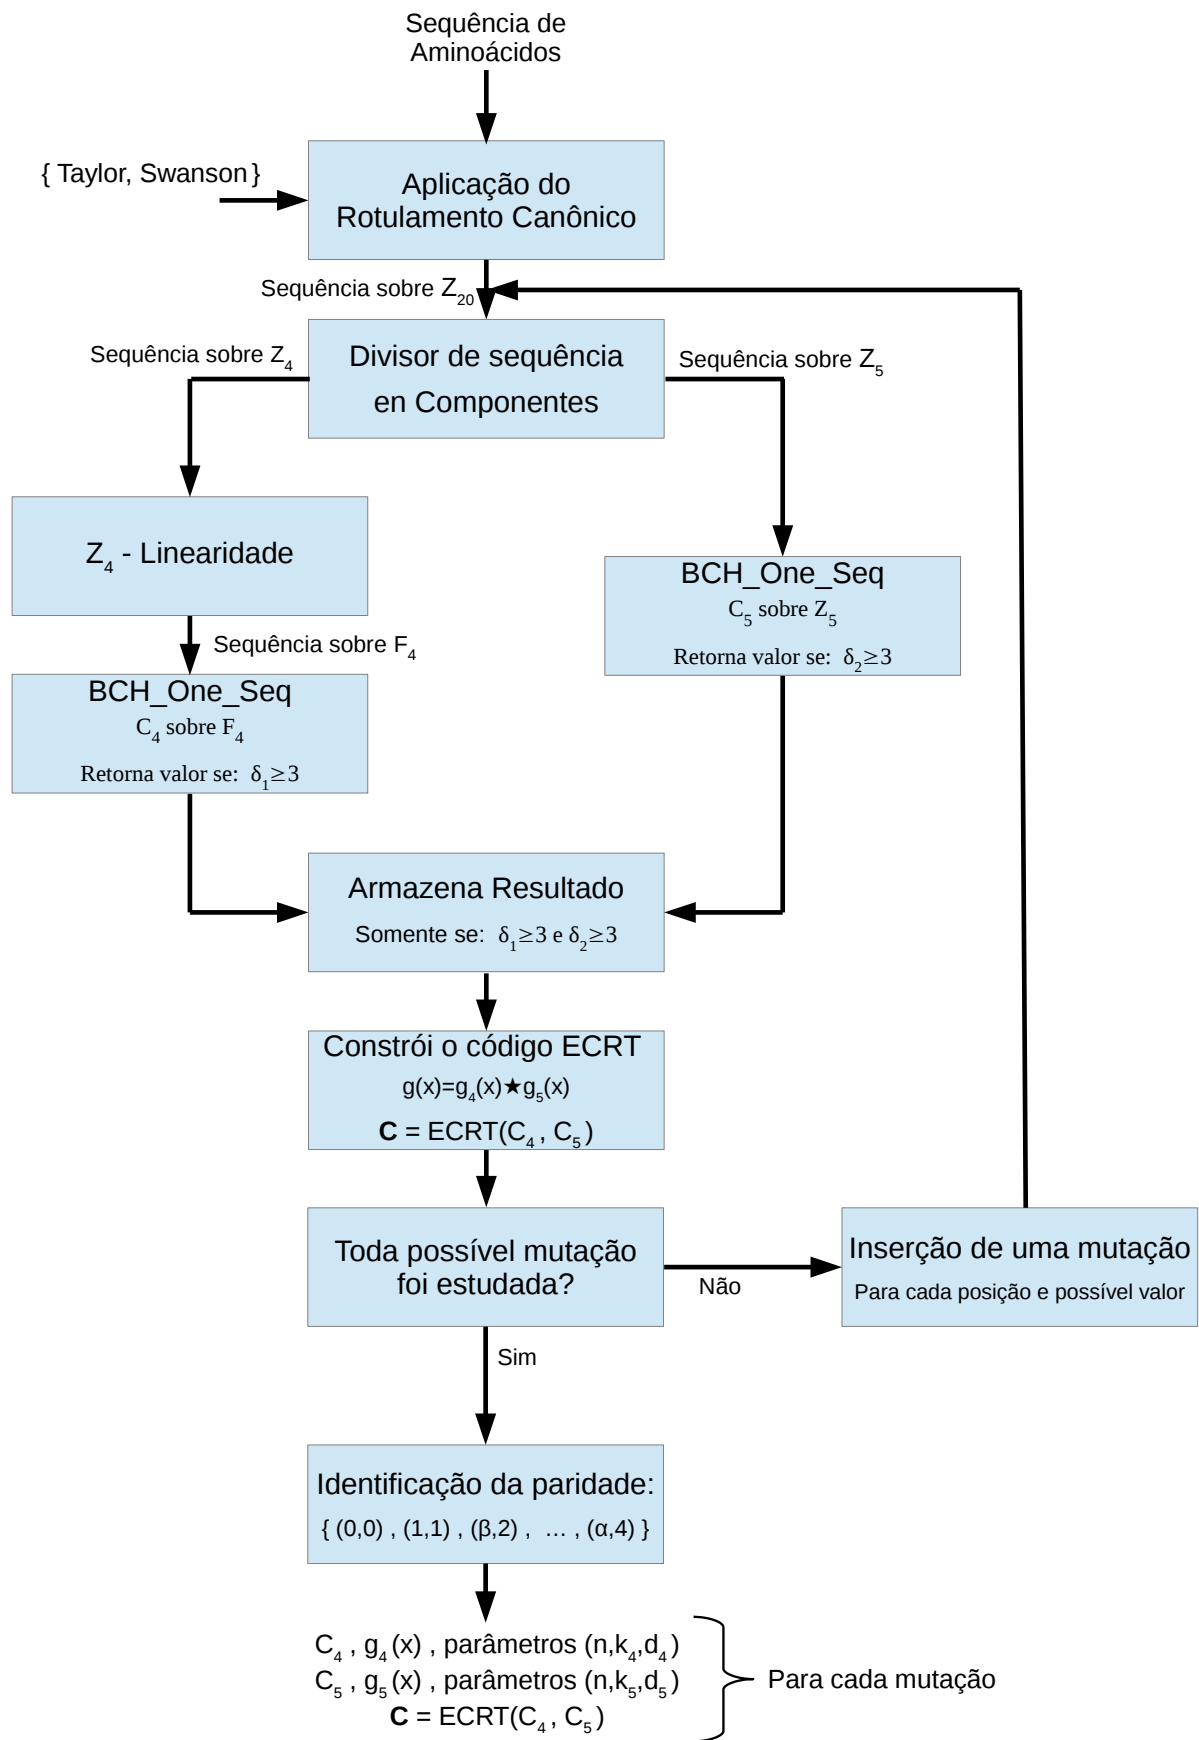 Sequência de
Aminoácidos
{ Taylor, Swanson }
Aplicação do
Rotulamento Canônico
Sequência sobre Z₂₀
Sequência sobre Z₄
Divisor de sequência
en Componentes
Sequência sobre Z₅
Z₄ - Linearidade
BCH_One_Seq
C₅ sobre Z₅
Retorna valor se: δ₂≥3
Sequência sobre F₄
BCH_One_Seq
C₄ sobre F₄
Retorna valor se: δ₁≥3
Armazena Resultado
Somente se: δ₁≥3 e δ₂≥3
Constrói o código ECRT
g(x)=g₄(x)★g₅(x)
C = ECRT(C₄ , C₅ )
Toda possível mutação
foi estudada?
Não
Inserção de uma mutação
Para cada posição e possível valor
Sim
Identificação da paridade:
{ (0,0) , (1,1) , (β,2) , … , (α,4) }
C₄ , g₄(x) , parâmetros (n,k₄,d₄)
C₅ , g₅(x) , parâmetros (n,k₅,d₅)
C = ECRT(C₄ , C₅ )
Para cada mutação